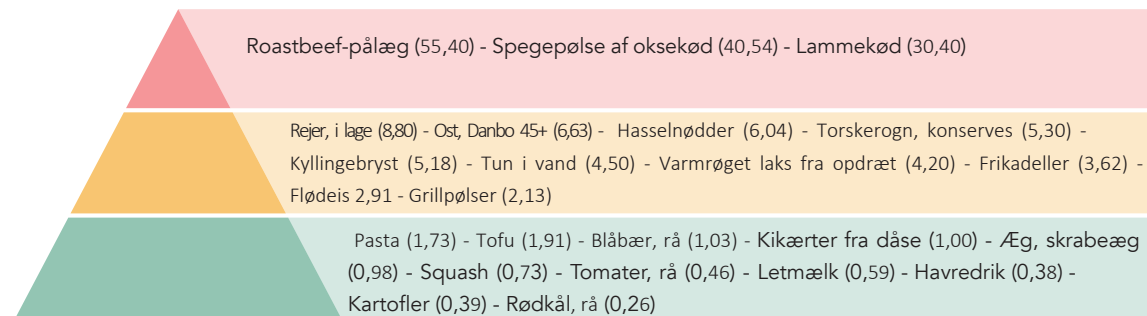 Roastbeef-pålæg (55,40) - Spegepølse af oksekød (40,54) - Lammekød (30,40)
Rejer, i lage (8,80) - Ost, Danbo 45+ (6,63) - Hasselnødder (6,04) - Torskerogn, konserves (5,30) -
Kyllingebryst (5,18) - Tun i vand (4,50) - Varmrøget laks fra opdræt (4,20) - Frikadeller (3,62) -
Flødeis 2,91 - Grillpølser (2,13)
Pasta (1,73) - Tofu (1,91) - Blåbær, rå (1,03) - Kikærter fra dåse (1,00) - Æg, skrabeæg
(0,98) - Squash (0,73) - Tomater, rå (0,46) - Letmælk (0,59) - Havredrik (0,38) -
Kartofler (0,39) - Rødkål, rå (0,26)